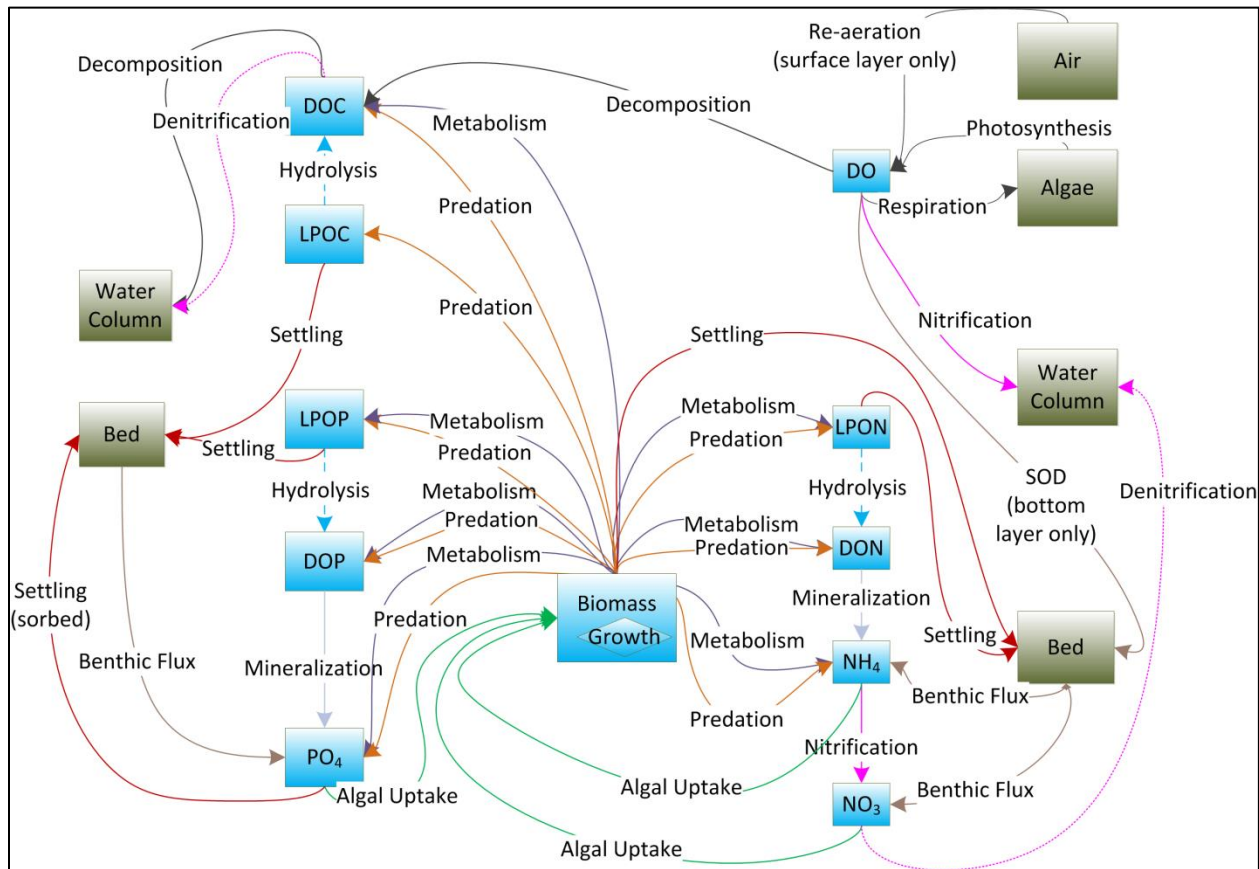 Re-aeration
(surface layer only)
Air
Decomposition
DOC
Denitrification
Metabolism
Decomposition
Photosynthesis
DO
Algae
Hydrolysis
Respiration
Predation
LPOC
Water
Column
Predation
Settling
Settling
Nitrification
Water
Column
Bed
LPOP
Metabolism
Metabolism
LPON
Settling
Predation
Predation
Hydrolysis
Metabolism
Hydrolysis
SOD
(bottom
layer only)
Denitrification
Predation
Metabolism
Metabolism
Predation
DON
DOP
Settling
(sorbed)
Predation
Biomass
Growth
Mineralization
Metabolism
Settling
Bed
Benthic Flux
Mineralization
NH₄
Benthic Flux
Predation
Nitrification
PO₄
Algal Uptake
Algal Uptake
NO₃
Benthic Flux
Algal Uptake